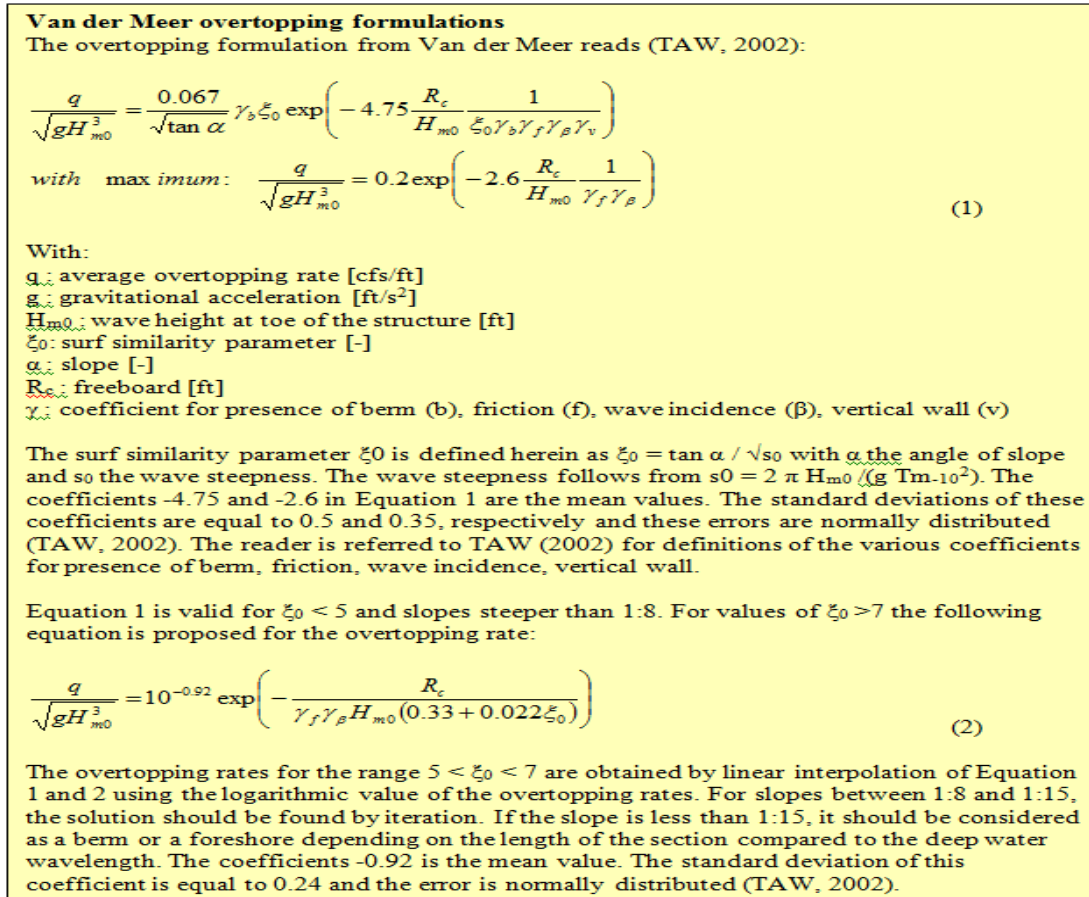 Van der Meer overtopping formulations
The overtopping formulation from Van der Meer reads (TAW, 2002):
q / √(gH³ₘ₀) = 0.067 / √(tan α) γ_b ξ₀ exp(− 4.75 R_c / H_m0 1 / (ξ₀ γ_b γ_f γ_β γ_v))
with max imum: q / √(gH³ₘ₀) = 0.2 exp(− 2.6 R_c / H_m0 1 / (γ_f γ_β))
(1)
With:
q : average overtopping rate [cfs/ft]
g : gravitational acceleration [ft/s²]
Hm0 : wave height at toe of the structure [ft]
ξ0: surf similarity parameter [-]
α : slope [-]
Rc : freeboard [ft]
γ : coefficient for presence of berm (b), friction (f), wave incidence (β), vertical wall (v)
The surf similarity parameter ξ0 is defined herein as ξ0 = tan α / √s0 with α the angle of slope
and s0 the wave steepness. The wave steepness follows from s0 = 2 π Hm0 /(g Tm-10²). The
coefficients -4.75 and -2.6 in Equation 1 are the mean values. The standard deviations of these
coefficients are equal to 0.5 and 0.35, respectively and these errors are normally distributed
(TAW, 2002). The reader is referred to TAW (2002) for definitions of the various coefficients
for presence of berm, friction, wave incidence, vertical wall.
Equation 1 is valid for ξ0 < 5 and slopes steeper than 1:8. For values of ξ0 >7 the following
equation is proposed for the overtopping rate:
q / √(gH³ₘ₀) = 10^−0.92 exp(− R_c / (γ_f γ_β H_m0 (0.33 + 0.022ξ₀)))
(2)
The overtopping rates for the range 5 < ξ0 < 7 are obtained by linear interpolation of Equation
1 and 2 using the logarithmic value of the overtopping rates. For slopes between 1:8 and 1:15,
the solution should be found by iteration. If the slope is less than 1:15, it should be considered
as a berm or a foreshore depending on the length of the section compared to the deep water
wavelength. The coefficients -0.92 is the mean value. The standard deviation of this
coefficient is equal to 0.24 and the error is normally distributed (TAW, 2002).